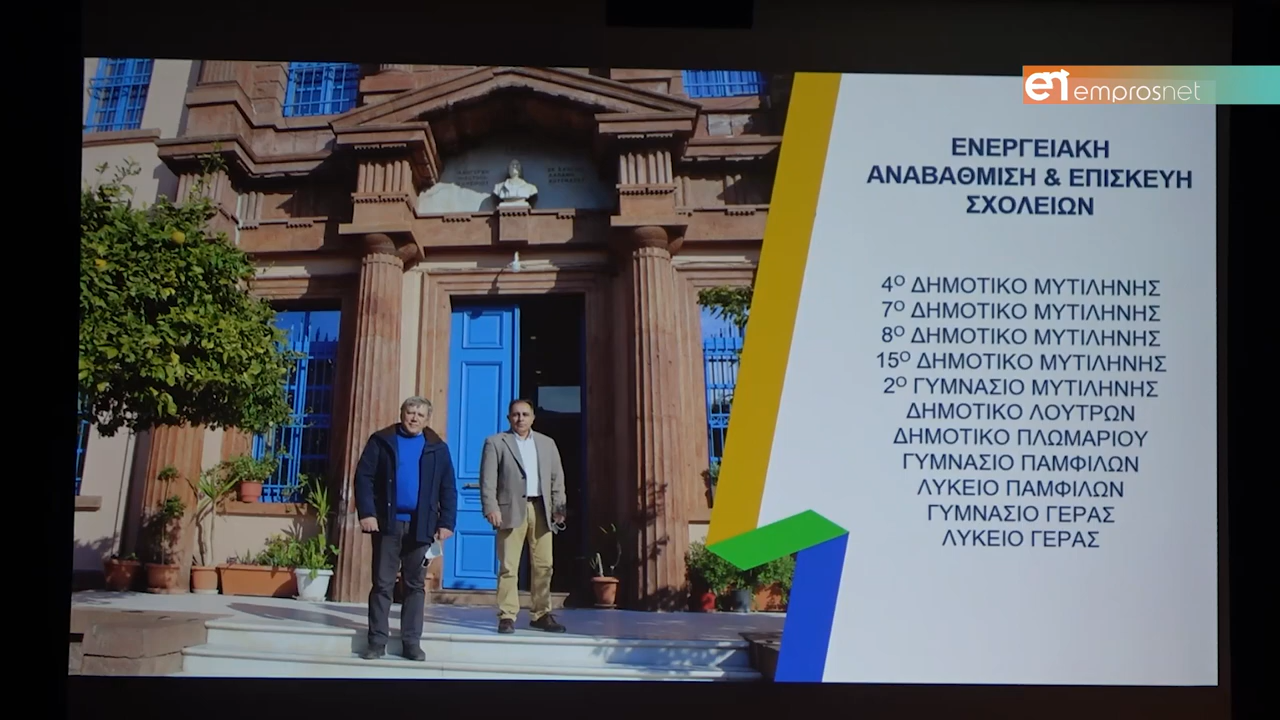 emprosnet
ΕΝΕΡΓΕΙΑΚΗ
ΑΝΑΒΑΘΜΙΣΗ & ΕΠΙΣΚΕΥΗ
ΣΧΟΛΕΙΩΝ
4Ο ΔΗΜΟΤΙΚΟ ΜΥΤΙΛΗΝΗΣ
7Ο ΔΗΜΟΤΙΚΟ ΜΥΤΙΛΗΝΗΣ
8Ο ΔΗΜΟΤΙΚΟ ΜΥΤΙΛΗΝΗΣ
15Ο ΔΗΜΟΤΙΚΟ ΜΥΤΙΛΗΝΗΣ
2Ο ΓΥΜΝΑΣΙΟ ΜΥΤΙΛΗΝΗΣ
ΔΗΜΟΤΙΚΟ ΛΟΥΤΡΩΝ
ΔΗΜΟΤΙΚΟ ΠΛΩΜΑΡΙΟΥ
ΓΥΜΝΑΣΙΟ ΠΑΜΦΙΛΩΝ
ΛΥΚΕΙΟ ΠΑΜΦΙΛΩΝ
ΓΥΜΝΑΣΙΟ ΓΕΡΑΣ
ΛΥΚΕΙΟ ΓΕΡΑΣ